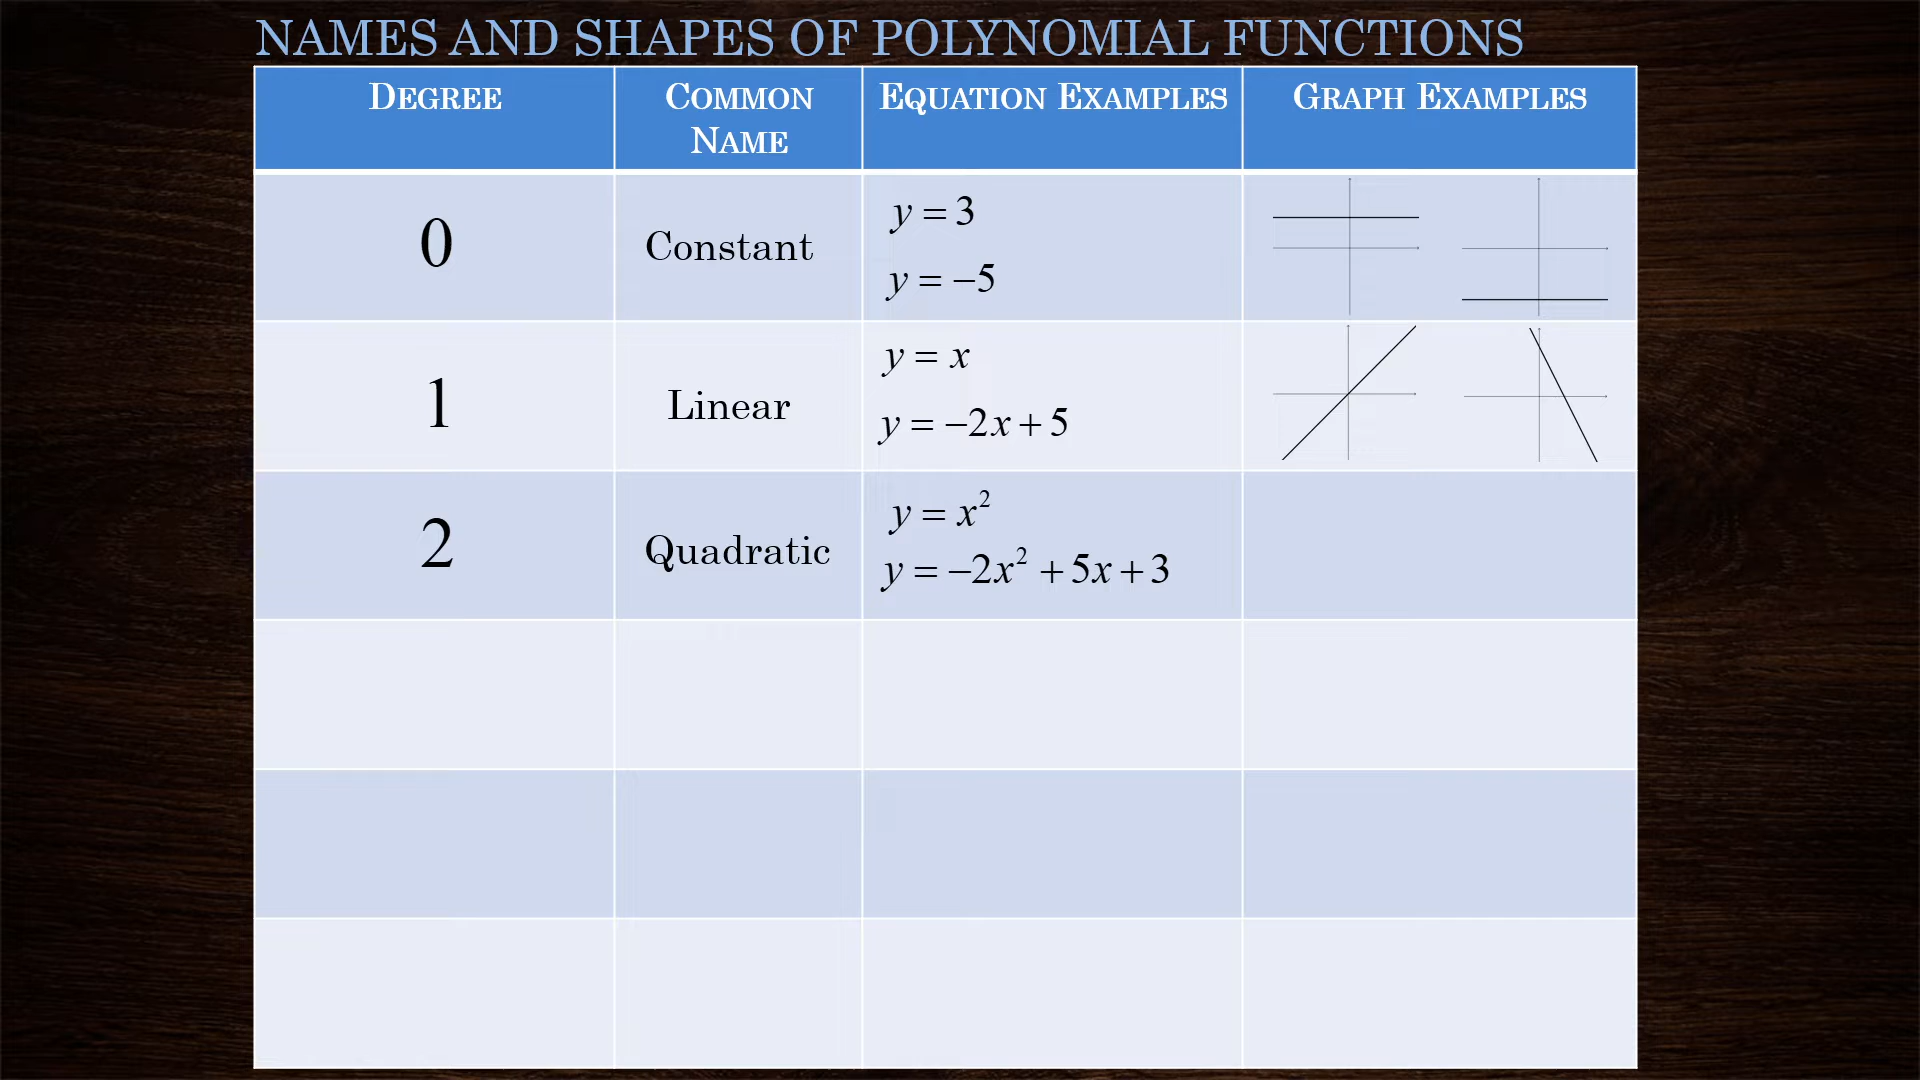 NAMES AND SHAPES OF POLYNOMIAL FUNCTIONS
DEGREE
COMMON
NAME
EQUATION EXAMPLES
GRAPH EXAMPLES
0
Constant
y = 3
y = −5
1
Linear
y = x
y = −2x + 5
2
Quadratic
y = x²
y = −2x² + 5x + 3